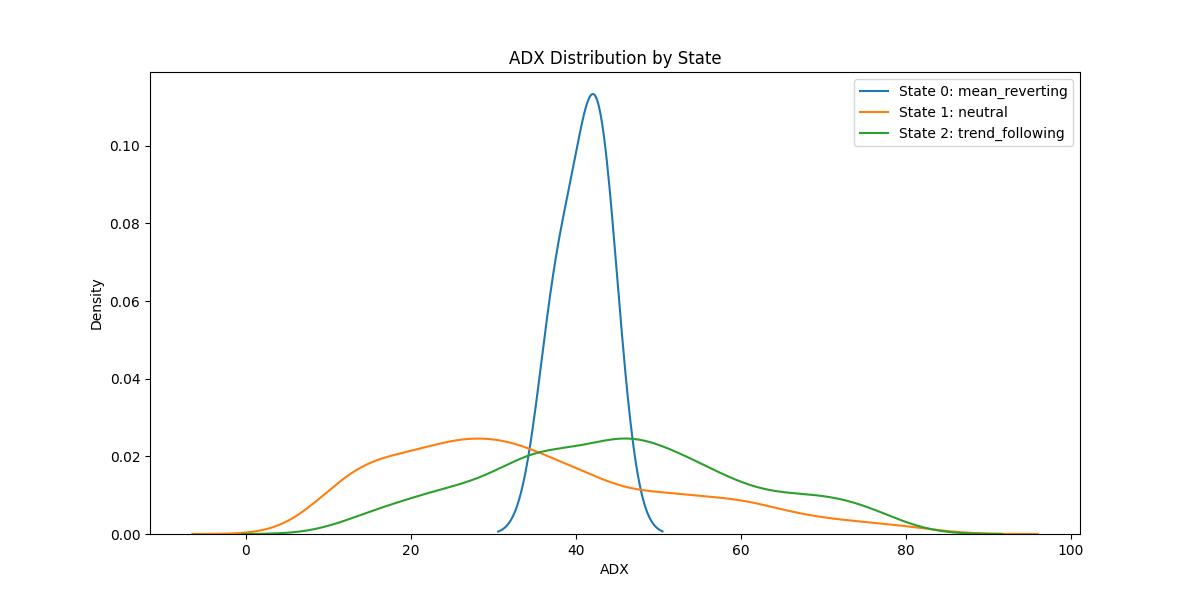 ADX Distribution by State
State 0: mean_reverting
State 1: neutral
State 2: trend_following
Density
0.10
0.08
0.06
0.04
0.02
0.00
0 20 40 60 80 100
ADX